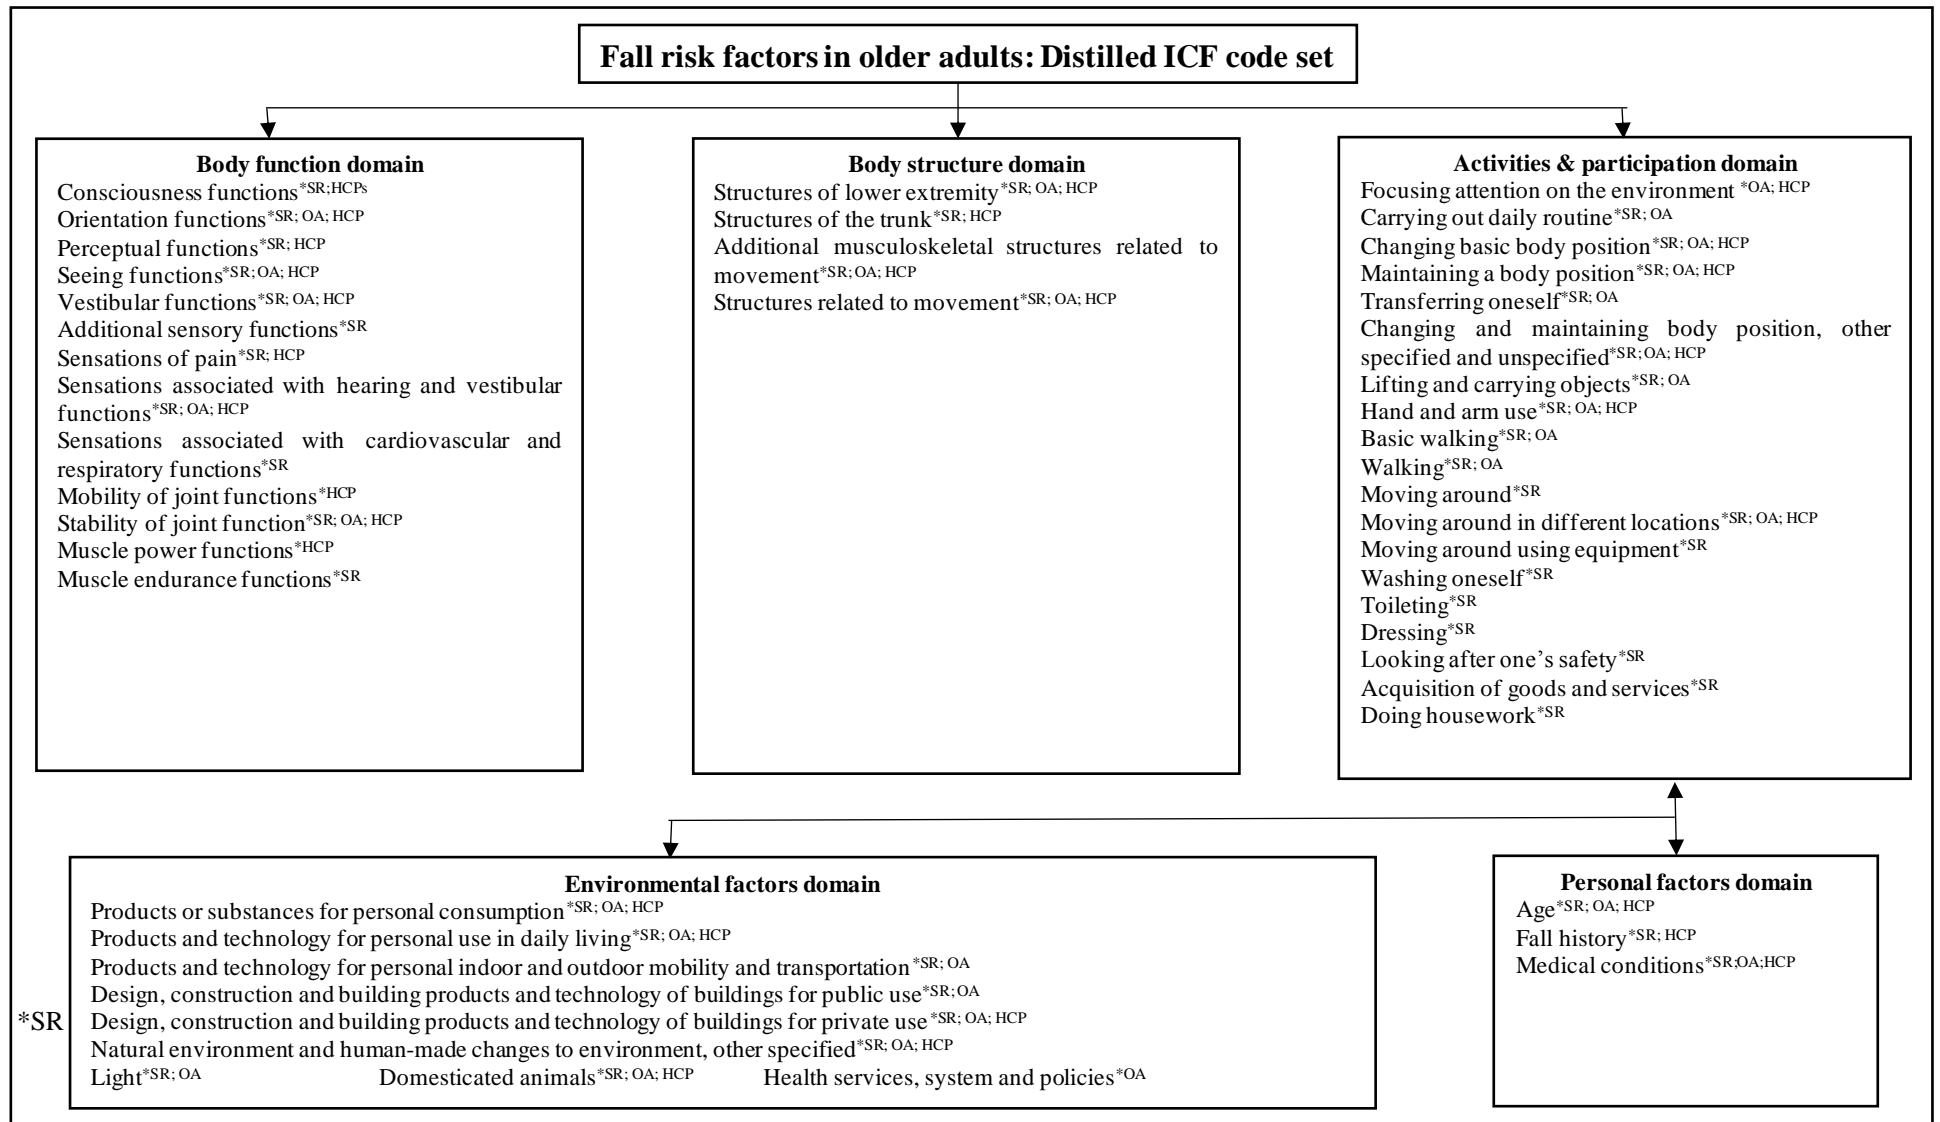 Fall risk factors in older adults: Distilled ICF code set
Body function domain
Consciousness functions*SR;HCPs
Orientation functions*SR; OA; HCP
Perceptual functions*SR; HCP
Seeing functions*SR; OA; HCP
Vestibular functions*SR; OA; HCP
Additional sensory functions*SR
Sensations of pain*SR; HCP
Sensations associated with hearing and vestibular
functions*SR; OA; HCP
Sensations associated with cardiovascular and
respiratory functions*SR
Mobility of joint functions*HCP
Stability of joint function*SR; OA; HCP
Muscle power functions*HCP
Muscle endurance functions*SR
Body structure domain
Structures of lower extremity*SR; OA; HCP
Structures of the trunk*SR; HCP
Additional musculoskeletal structures related to
movement*SR; OA; HCP
Structures related to movement*SR; OA; HCP
Activities & participation domain
Focusing attention on the environment *OA; HCP
Carrying out daily routine*SR; OA
Changing basic body position*SR; OA; HCP
Maintaining a body position*SR; OA; HCP
Transferring oneself*SR; OA
Changing and maintaining body position, other
specified and unspecified*SR; OA; HCP
Lifting and carrying objects*SR; OA
Hand and arm use*SR; OA; HCP
Basic walking*SR; OA
Walking*SR; OA
Moving around*SR
Moving around in different locations*SR; OA; HCP
Moving around using equipment*SR
Washing oneself*SR
Toileting*SR
Dressing*SR
Looking after one’s safety*SR
Acquisition of goods and services*SR
Doing housework*SR
Environmental factors domain
Products or substances for personal consumption*SR; OA; HCP
Products and technology for personal use in daily living*SR; OA; HCP
Products and technology for personal indoor and outdoor mobility and transportation*SR; OA
Design, construction and building products and technology of buildings for public use*SR; OA
Design, construction and building products and technology of buildings for private use*SR; OA; HCP
Natural environment and human-made changes to environment, other specified*SR; OA; HCP
Light*SR; OA Domesticated animals*SR; OA; HCP Health services, system and policies*OA
*SR
Personal factors domain
Age*SR; OA; HCP
Fall history*SR; HCP
Medical conditions*SR;OA;HCP